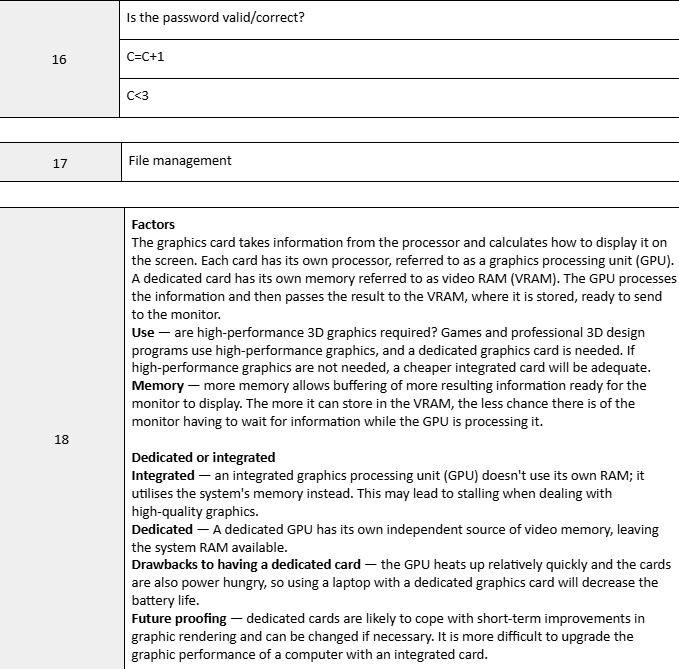 Is the password valid/correct?
16
C=C+1
C<3
17
File management
18
Factors
The graphics card takes information from the processor and calculates how to display it on
the screen. Each card has its own processor, referred to as a graphics processing unit (GPU).
A dedicated card has its own memory referred to as video RAM (VRAM). The GPU processes
the information and then passes the result to the VRAM, where it is stored, ready to send
to the monitor.
Use — are high-performance 3D graphics required? Games and professional 3D design
programs use high-performance graphics, and a dedicated graphics card is needed. If
high-performance graphics are not needed, a cheaper integrated card will be adequate.
Memory — more memory allows buffering of more resulting information ready for the
monitor to display. The more it can store in the VRAM, the less chance there is of the
monitor having to wait for information while the GPU is processing it.
Dedicated or integrated
Integrated — an integrated graphics processing unit (GPU) doesn't use its own RAM; it
utilises the system's memory instead. This may lead to stalling when dealing with
high-quality graphics.
Dedicated — A dedicated GPU has its own independent source of video memory, leaving
the system RAM available.
Drawbacks to having a dedicated card — the GPU heats up relatively quickly and the cards
are also power hungry, so using a laptop with a dedicated graphics card will decrease the
battery life.
Future proofing — dedicated cards are likely to cope with short-term improvements in
graphic rendering and can be changed if necessary. It is more difficult to upgrade the
graphic performance of a computer with an integrated card.